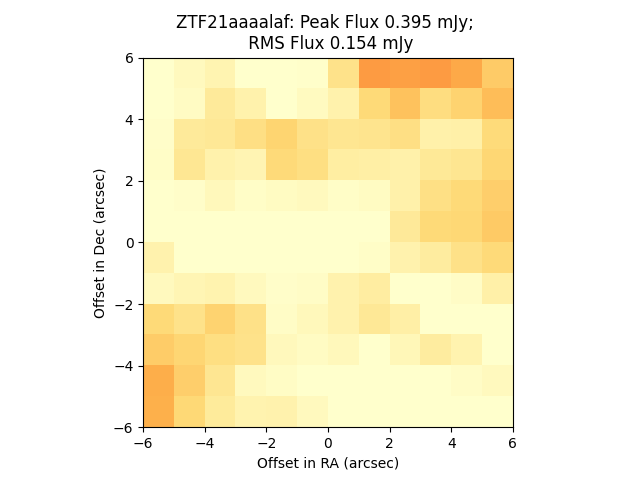 ZTF21aaaalaf: Peak Flux 0.395 mJy;
RMS Flux 0.154 mJy
6
4
2
0
−2
−4
−6
Offset in Dec (arcsec)
−6 −4 −2 0 2 4 6
Offset in RA (arcsec)